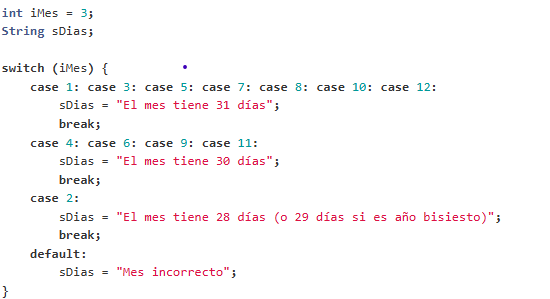 int iMes = 3;
String sDias;
switch (iMes) {
case 1: case 3: case 5: case 7: case 8: case 10: case 12:
sDias = "El mes tiene 31 días";
break;
case 4: case 6: case 9: case 11:
sDias = "El mes tiene 30 días";
break;
case 2:
sDias = "El mes tiene 28 días (o 29 días si es año bisiesto)";
break;
default:
sDias = "Mes incorrecto";
}